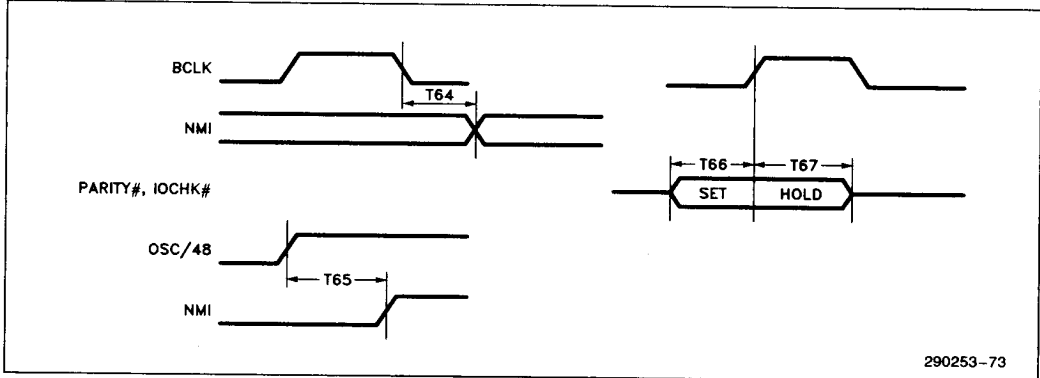 BCLK
T64
NMI
T66
T67
PARITY#, IOCHK#
SET
HOLD
OSC/48
T65
NMI
290253-73